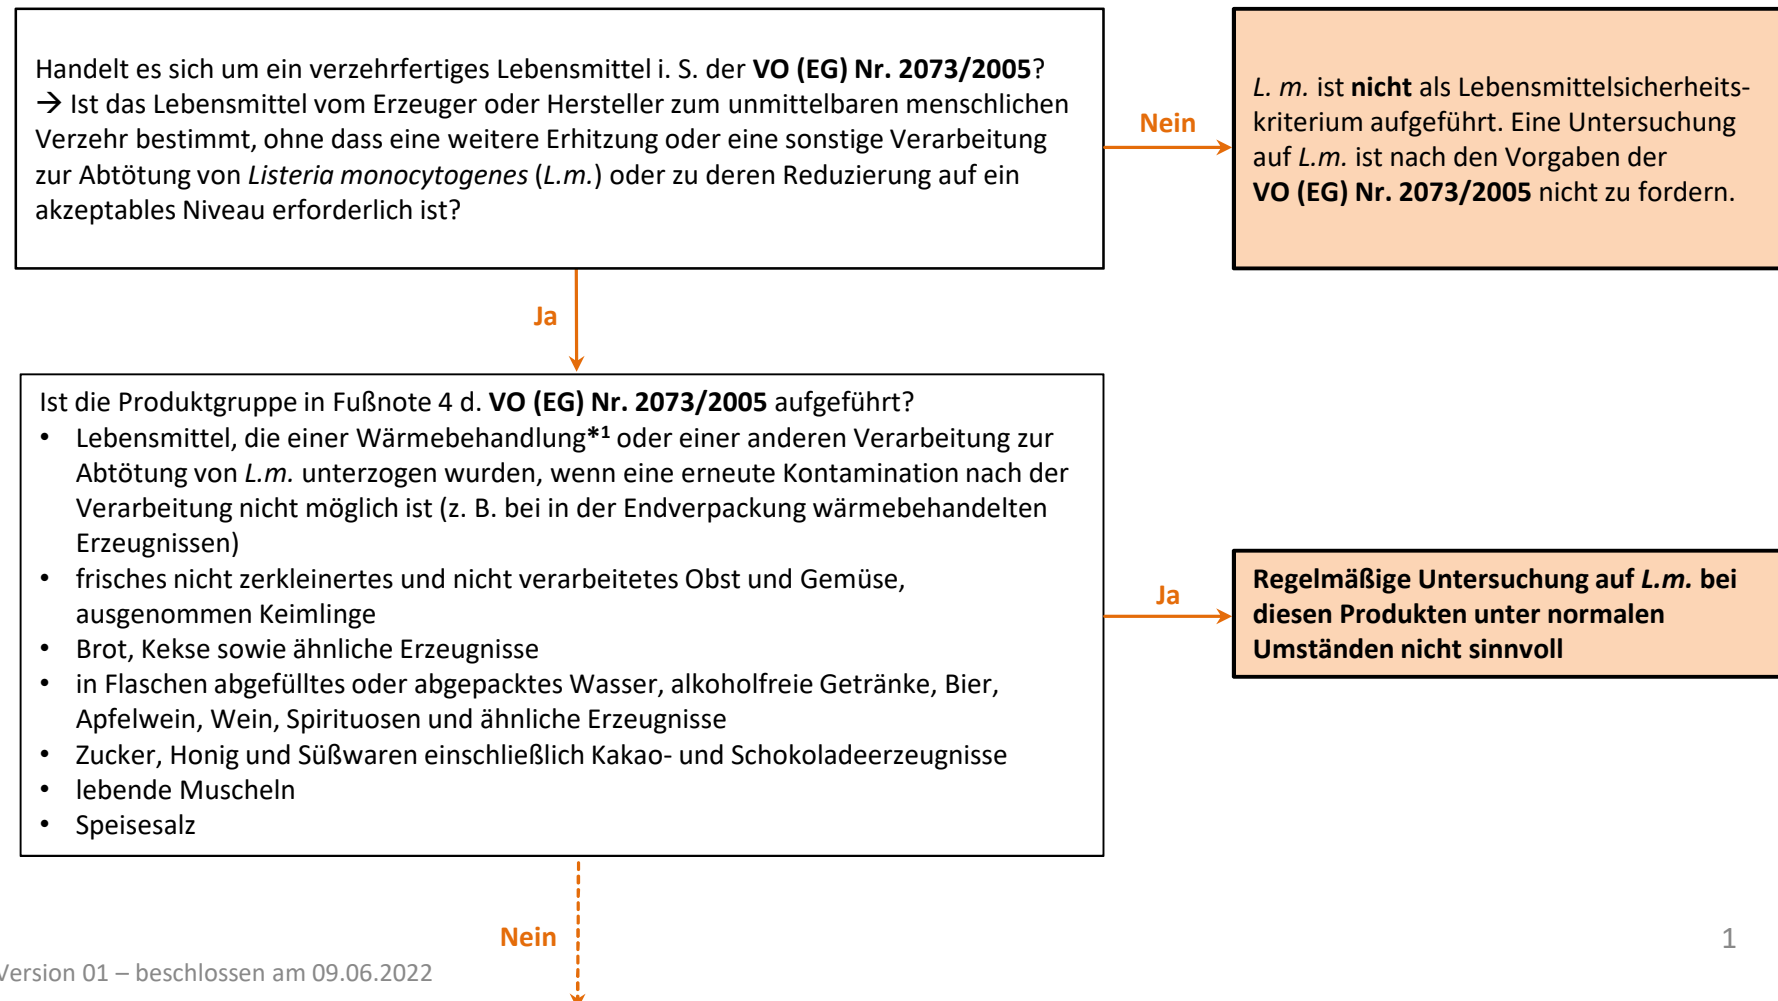 Handelt es sich um ein verzehrfertiges Lebensmittel i. S. der VO (EG) Nr. 2073/2005?
→ Ist das Lebensmittel vom Erzeuger oder Hersteller zum unmittelbaren menschlichen
Verzehr bestimmt, ohne dass eine weitere Erhitzung oder eine sonstige Verarbeitung
zur Abtötung von Listeria monocytogenes (L.m.) oder zu deren Reduzierung auf ein
akzeptables Niveau erforderlich ist?
Nein
L. m. ist nicht als Lebensmittelsicherheits-
kriterium aufgeführt. Eine Untersuchung
auf L.m. ist nach den Vorgaben der
VO (EG) Nr. 2073/2005 nicht zu fordern.
Ja
Ist die Produktgruppe in Fußnote 4 d. VO (EG) Nr. 2073/2005 aufgeführt?
• Lebensmittel, die einer Wärmebehandlung*1 oder einer anderen Verarbeitung zur
Abtötung von L.m. unterzogen wurden, wenn eine erneute Kontamination nach der
Verarbeitung nicht möglich ist (z. B. bei in der Endverpackung wärmebehandelten
Erzeugnissen)
• frisches nicht zerkleinertes und nicht verarbeitetes Obst und Gemüse,
ausgenommen Keimlinge
• Brot, Kekse sowie ähnliche Erzeugnisse
• in Flaschen abgefülltes oder abgepacktes Wasser, alkoholfreie Getränke, Bier,
Apfelwein, Wein, Spirituosen und ähnliche Erzeugnisse
• Zucker, Honig und Süßwaren einschließlich Kakao- und Schokoladeerzeugnisse
• lebende Muscheln
• Speisesalz
Ja
Regelmäßige Untersuchung auf L.m. bei
diesen Produkten unter normalen
Umständen nicht sinnvoll
Nein
1
Version 01 – beschlossen am 09.06.2022